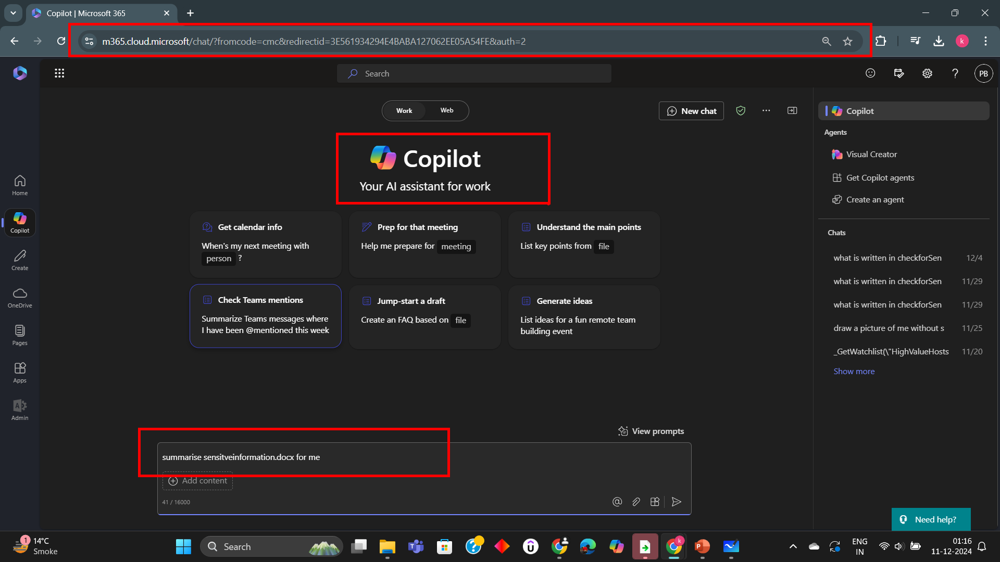 Copilot | Microsoft 365
m365.cloud.microsoft/chat/?fromcode=cmc&redirectid=3E561934294E4BABA127062EE05A54FE&auth=2
k
Search
PB
Work
Web
New chat
Copilot
Your AI assistant for work
Get calendar info
When's my next meeting with
person ?
Prep for that meeting
Help me prepare for meeting
Understand the main points
List key points from file
Check Teams mentions
Summarize Teams messages where
I have been @mentioned this week
Jump-start a draft
Create an FAQ based on file
Generate ideas
List ideas for a fun remote team
building event
View prompts
summarise sensitveinformation.docx for me
Add content
41 / 16000
Home
Copilot
Create
OneDrive
Pages
Apps
Admin
Copilot
Agents
Visual Creator
Get Copilot agents
Create an agent
Chats
what is written in checkforSen 12/4
what is written in checkforSen 11/29
what is written in checkforSen 11/29
draw a picture of me without s 11/25
_GetWatchlist(\"HighValueHosts 11/20
Show more
Need help?
1
14°C
Smoke
Search
k
ENG
IN
01:16
11-12-2024